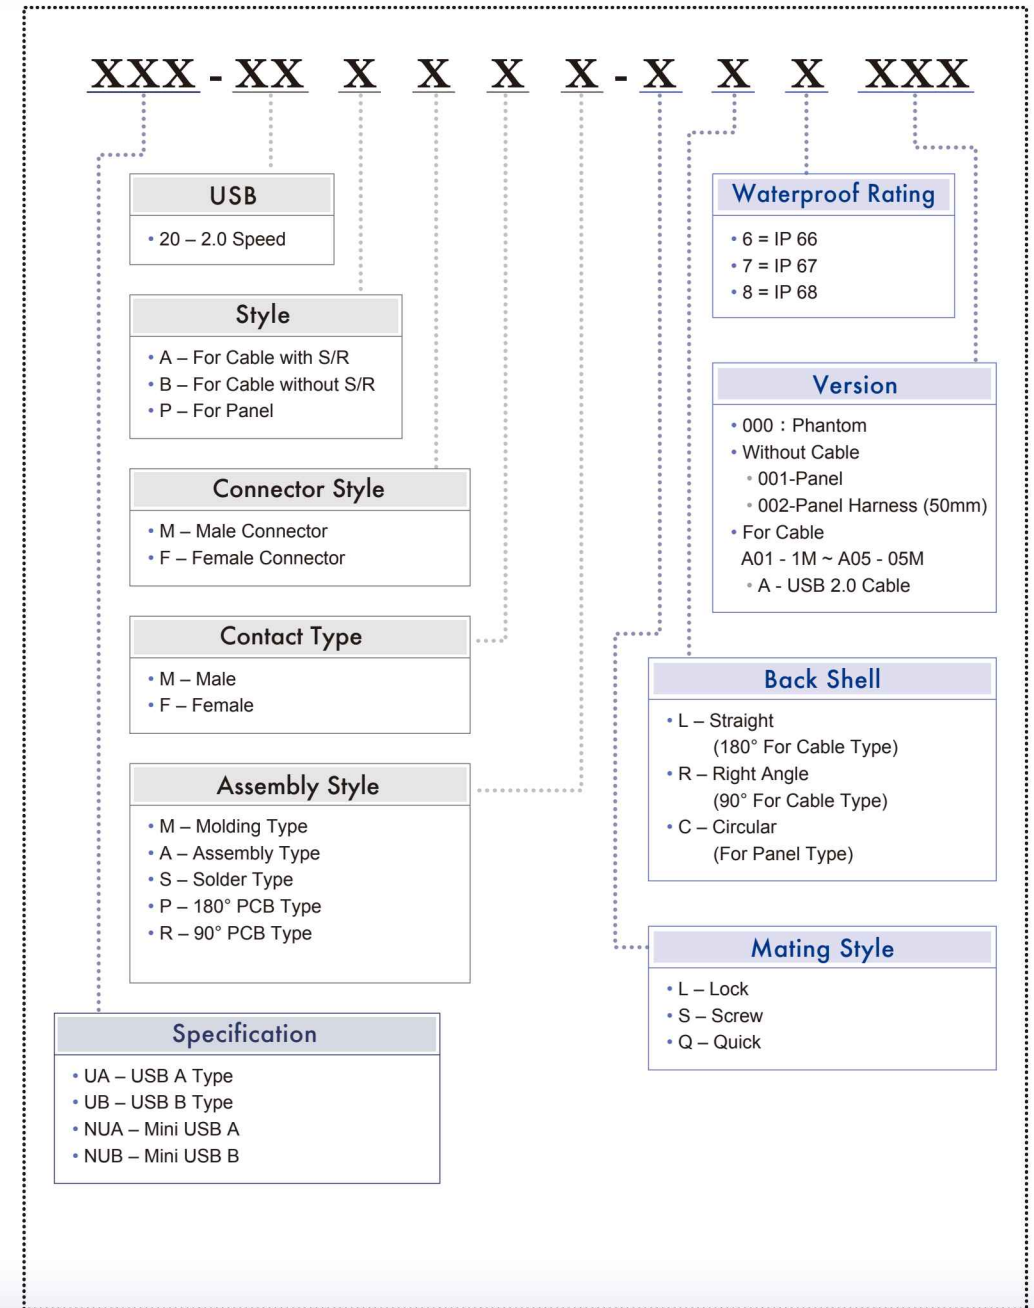 XXX - XX X X X X - X X X XXX
USB
• 20 – 2.0 Speed
Style
• A – For Cable with S/R
• B – For Cable without S/R
• P – For Panel
Connector Style
• M – Male Connector
• F – Female Connector
Contact Type
• M – Male
• F – Female
Assembly Style
• M – Molding Type
• A – Assembly Type
• S – Solder Type
• P – 180° PCB Type
• R – 90° PCB Type
Specification
• UA – USB A Type
• UB – USB B Type
• NUA – Mini USB A
• NUB – Mini USB B
Waterproof Rating
• 6 = IP 66
• 7 = IP 67
• 8 = IP 68
Version
• 000：Phantom
• Without Cable
• 001-Panel
• 002-Panel Harness (50mm)
• For Cable
A01 - 1M ~ A05 - 05M
• A - USB 2.0 Cable
Back Shell
• L – Straight
(180° For Cable Type)
• R – Right Angle
(90° For Cable Type)
• C – Circular
(For Panel Type)
Mating Style
• L – Lock
• S – Screw
• Q – Quick